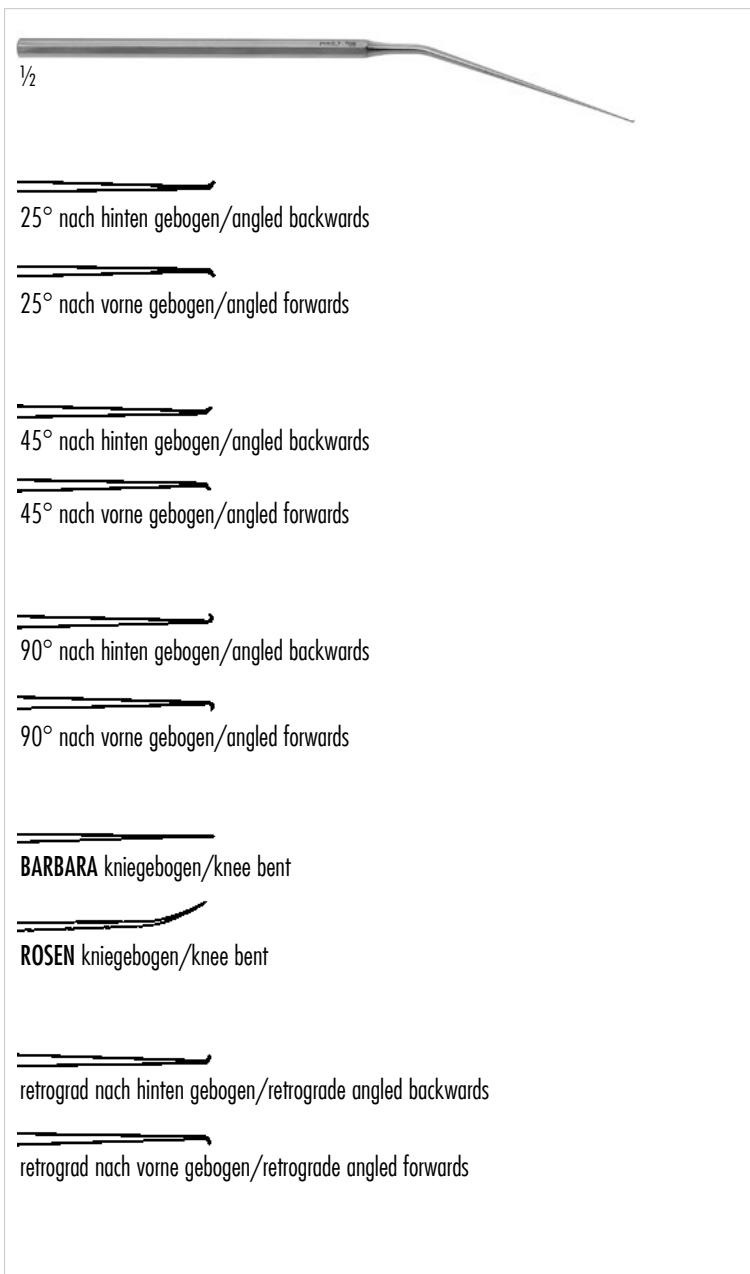 ½
25° nach hinten gebogen/angled backwards
25° nach vorne gebogen/angled forwards
45° nach hinten gebogen/angled backwards
45° nach vorne gebogen/angled forwards
90° nach hinten gebogen/angled backwards
90° nach vorne gebogen/angled forwards
BARBARA kniegebogen/knee bent
ROSEN kniegebogen/knee bent
retrograd nach hinten gebogen/retrograde angled backwards
retrograd nach vorne gebogen/retrograde angled forwards